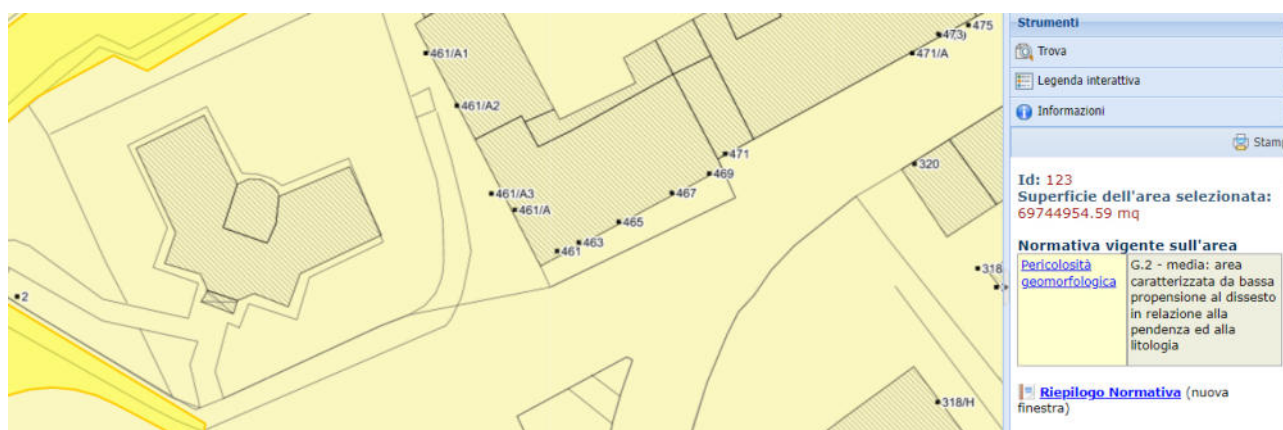 461/A1
461/A2
461/A3
461/A
461
463
465
467
469
471
471/A
475
320
318/H
2
Strumenti
Trova
Legenda interattiva
Informazioni
Stamp
Id: 123
Superficie dell'area selezionata:
69744954.59 mq
Normativa vigente sull'area
Pericolosità
geomorfologica
G.2 - media: area
caratterizzata da bassa
propensione al dissesto
in relazione alla
pendenza ed alla
litologia
Riepilogo Normativa (nuova
finestra)